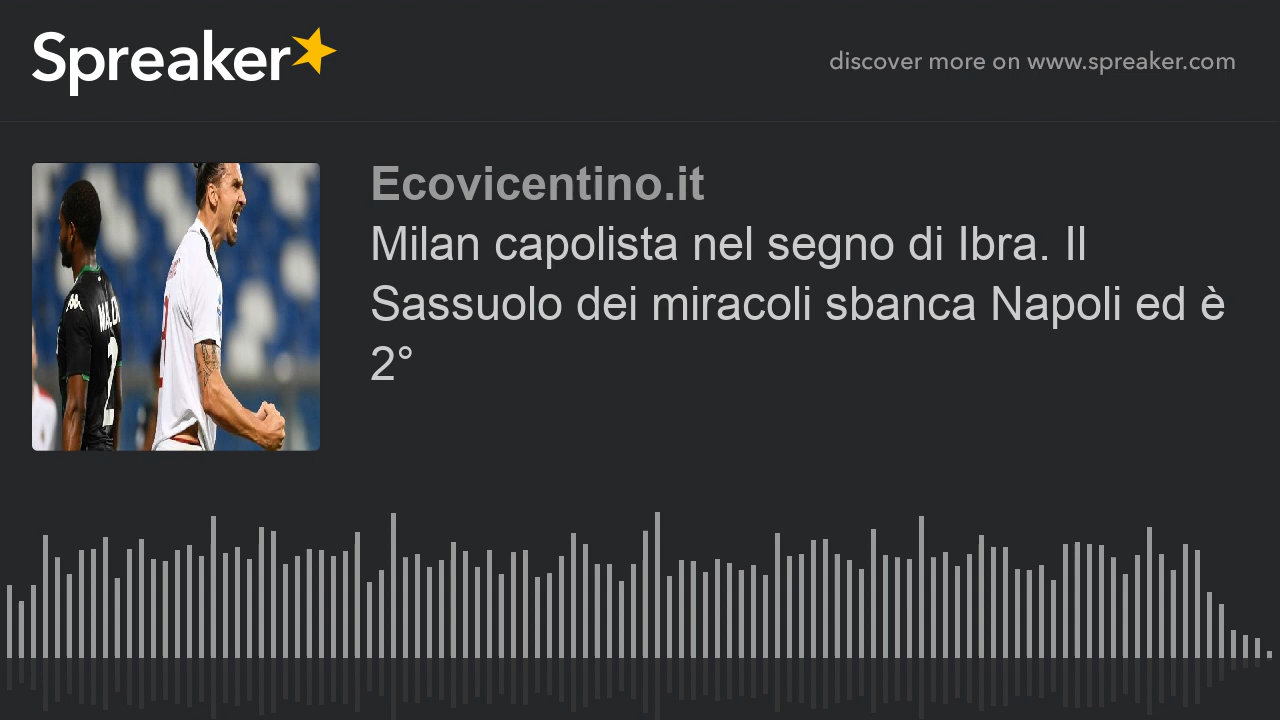 Spreaker
discover more on www.spreaker.com
Ecovicentino.it
Milan capolista nel segno di Ibra. Il
Sassuolo dei miracoli sbanca Napoli ed è
2°